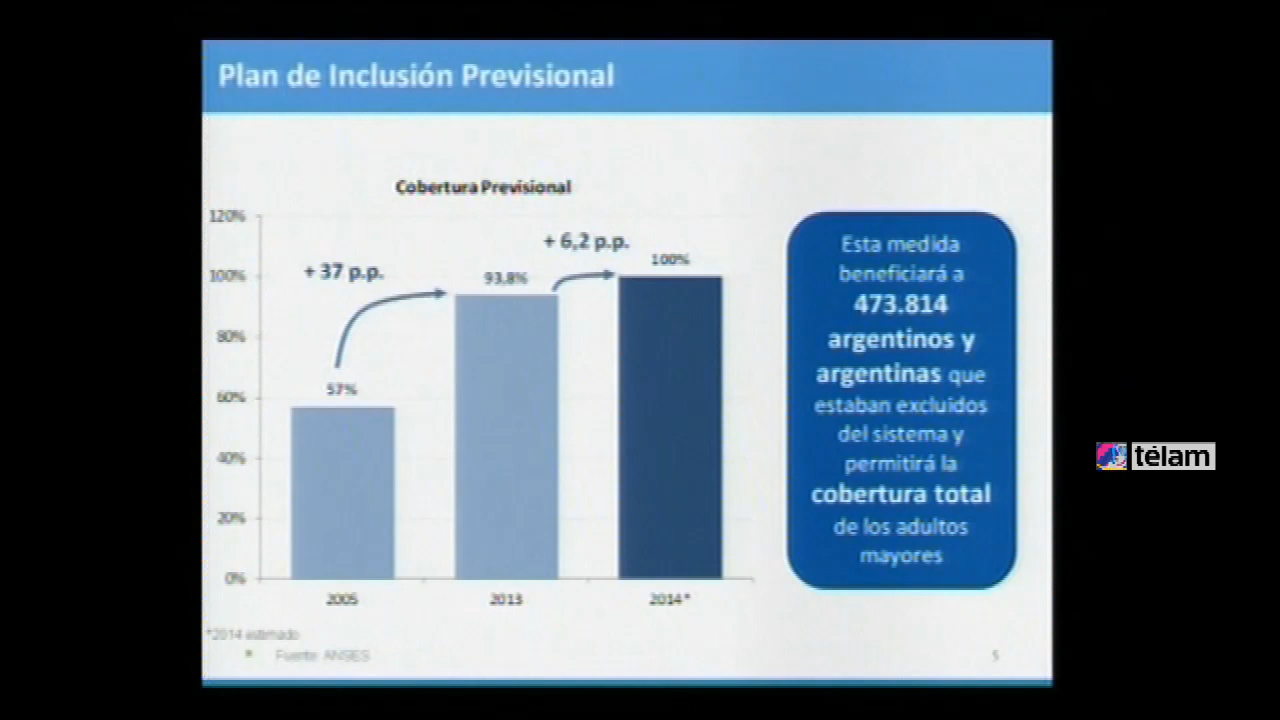 Plan de Inclusión Previsional
Cobertura Previsional
120%
100%
80%
60%
40%
20%
0%
+ 37 p.p.
+ 6,2 p.p.
57%
93,8%
100%
2005
2013
2014*
*2014 estimado
Fuente ANSES
5
Esta medida
beneficiará a
473.814
argentinos y
argentinas que
estaban excluidos
del sistema y
permitirá la
cobertura total
de los adultos
mayores
télam